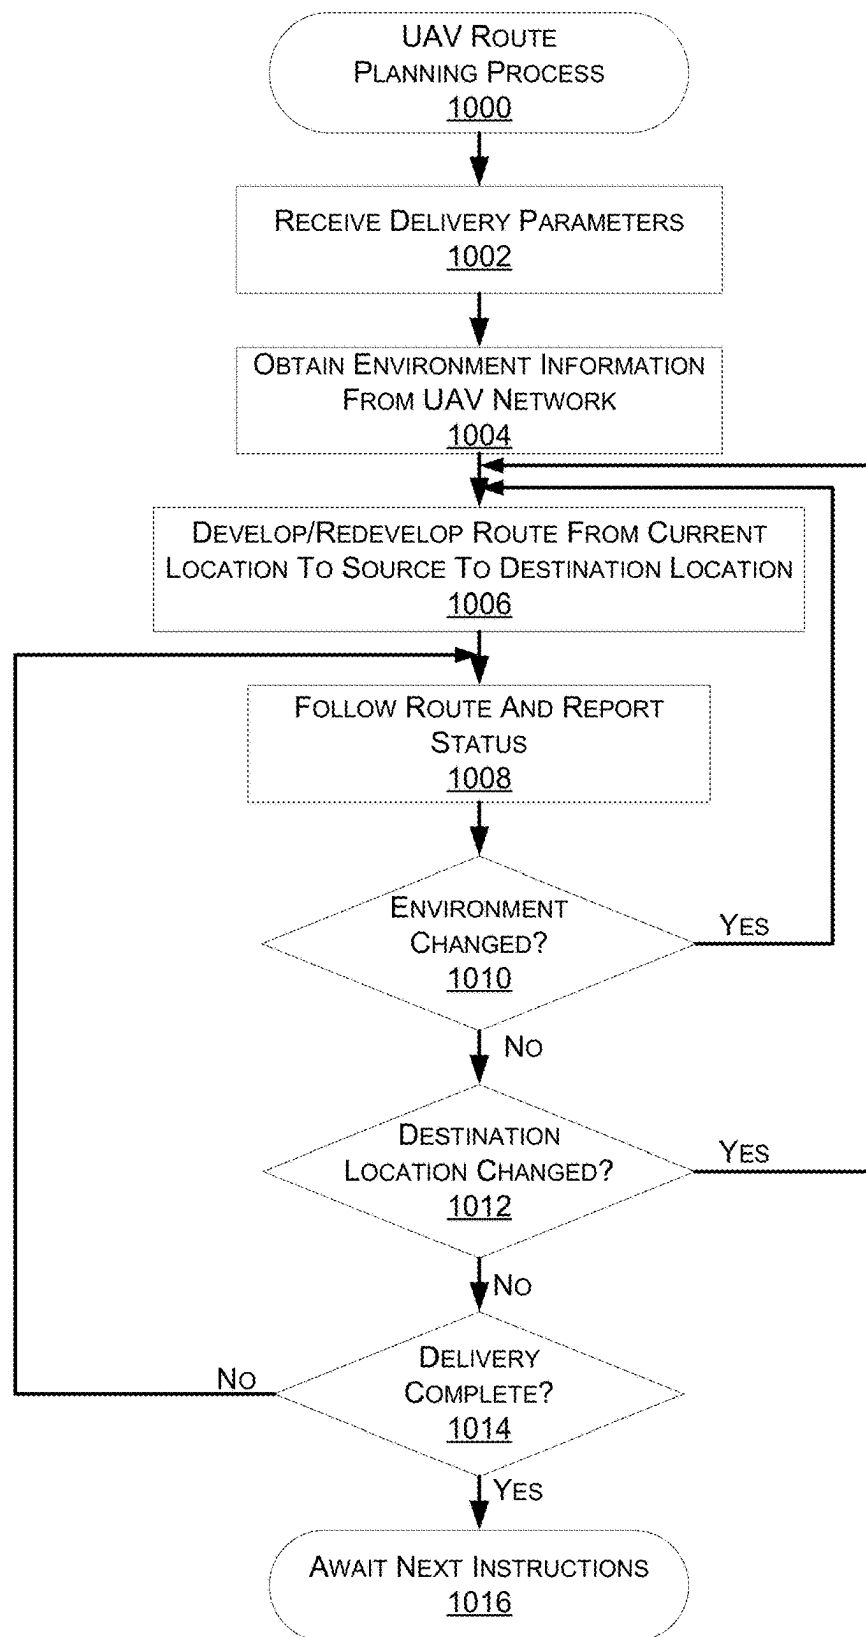 UAV ROUTE
PLANNING PROCESS
1000
RECEIVE DELIVERY PARAMETERS
1002
OBTAIN ENVIRONMENT INFORMATION
FROM UAV NETWORK
1004
DEVELOP/REDEVELOP ROUTE FROM CURRENT
LOCATION TO SOURCE TO DESTINATION LOCATION
1006
FOLLOW ROUTE AND REPORT
STATUS
1008
ENVIRONMENT
CHANGED?
1010
YES
NO
DESTINATION
LOCATION CHANGED?
1012
YES
NO
DELIVERY
COMPLETE?
1014
NO
YES
AWAIT NEXT INSTRUCTIONS
1016